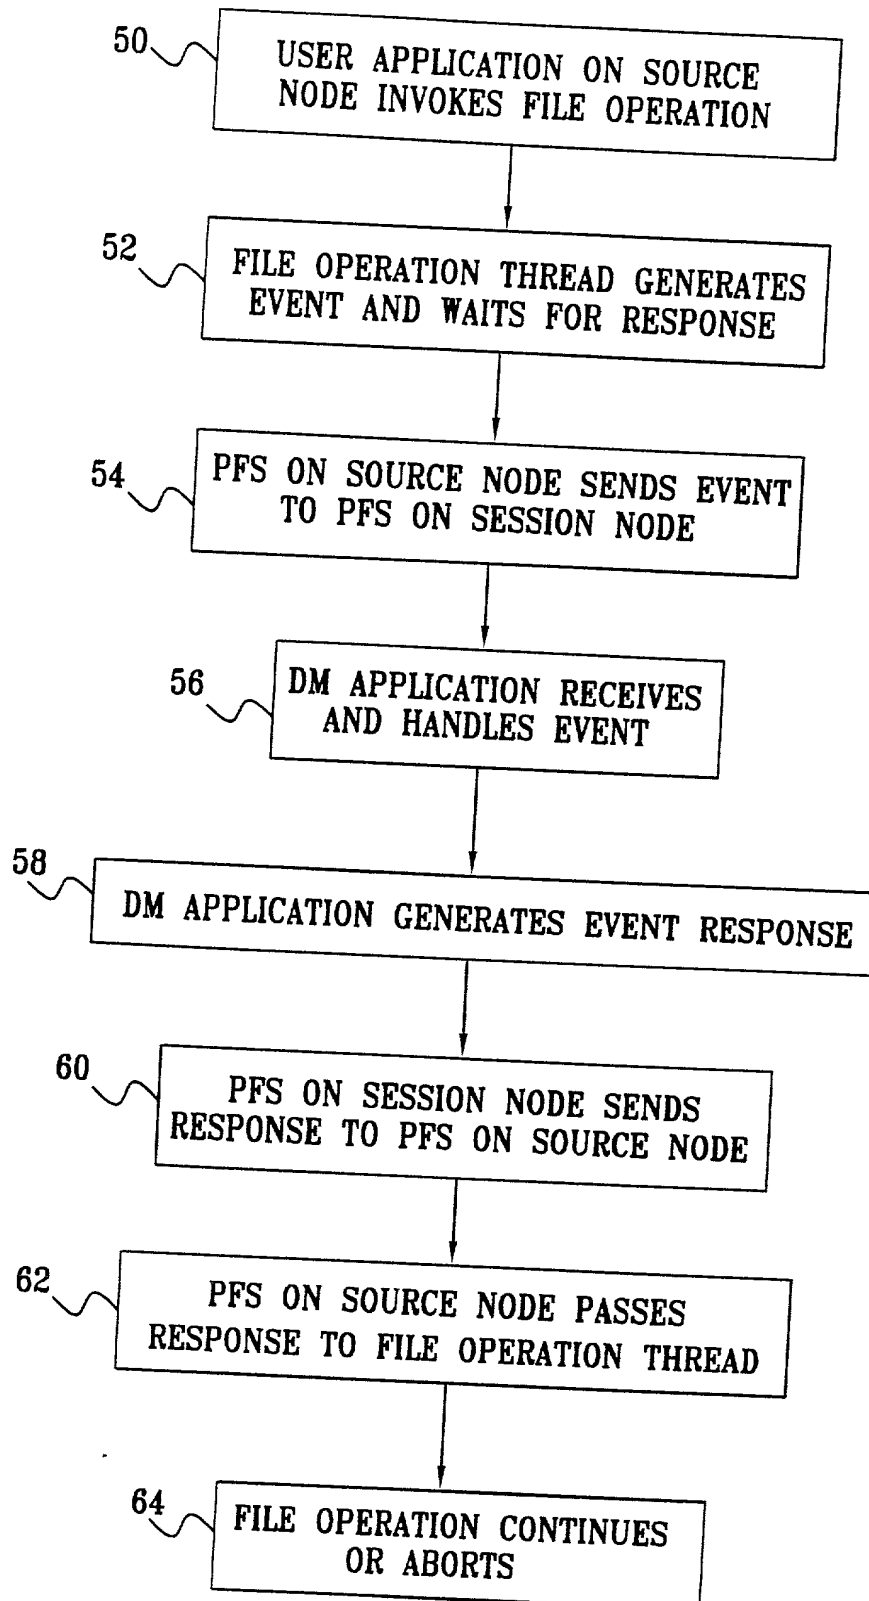 50
USER APPLICATION ON SOURCE
NODE INVOKES FILE OPERATION
52
FILE OPERATION THREAD GENERATES
EVENT AND WAITS FOR RESPONSE
54
PFS ON SOURCE NODE SENDS EVENT
TO PFS ON SESSION NODE
56
DM APPLICATION RECEIVES
AND HANDLES EVENT
58
DM APPLICATION GENERATES EVENT RESPONSE
60
PFS ON SESSION NODE SENDS
RESPONSE TO PFS ON SOURCE NODE
62
PFS ON SOURCE NODE PASSES
RESPONSE TO FILE OPERATION THREAD
64
FILE OPERATION CONTINUES
OR ABORTS